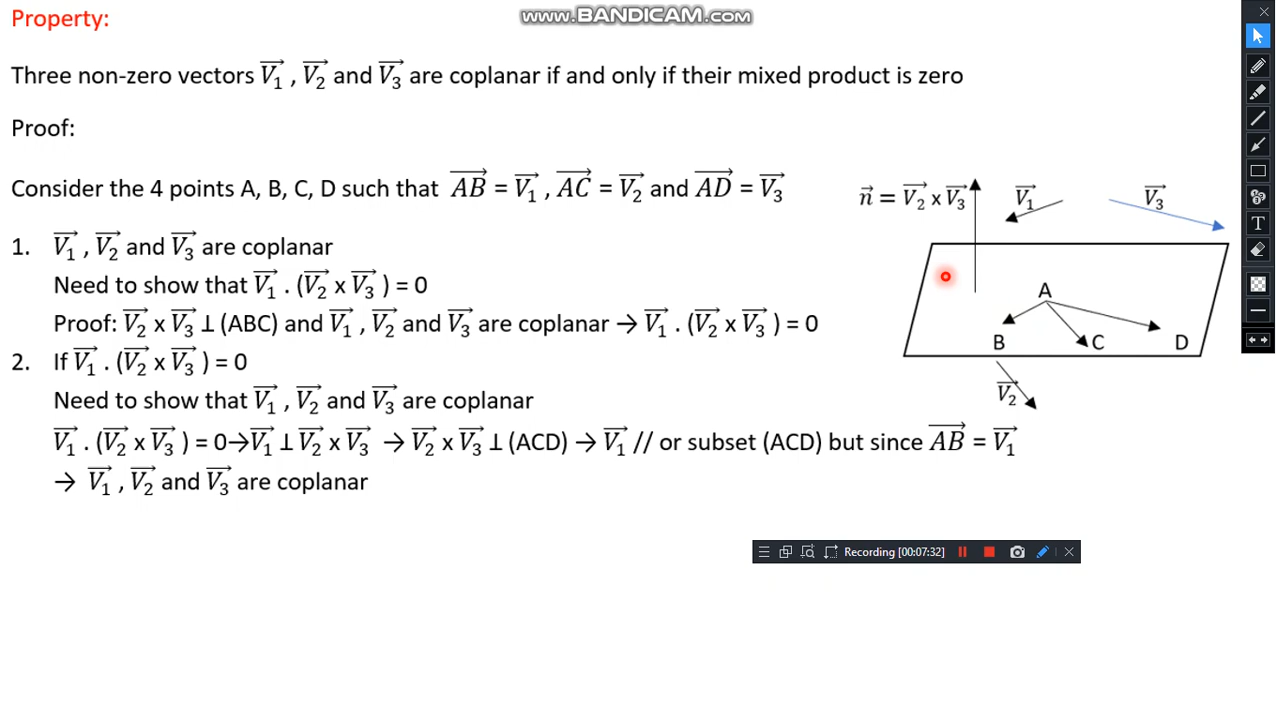 www.BANDICAM.com
Property:
Three non-zero vectors V₁⃗ , V₂⃗ and V₃⃗ are coplanar if and only if their mixed product is zero
Proof:
Consider the 4 points A, B, C, D such that AB⃗ = V₁⃗ , AC⃗ = V₂⃗ and AD⃗ = V₃⃗
1. V₁⃗ , V₂⃗ and V₃⃗ are coplanar
Need to show that V₁⃗ . (V₂⃗ x V₃⃗ ) = 0
Proof: V₂⃗ x V₃⃗ ⊥ (ABC) and V₁⃗ , V₂⃗ and V₃⃗ are coplanar → V₁⃗ . (V₂⃗ x V₃⃗ ) = 0
2. If V₁⃗ . (V₂⃗ x V₃⃗ ) = 0
Need to show that V₁⃗ , V₂⃗ and V₃⃗ are coplanar
V₁⃗ . (V₂⃗ x V₃⃗ ) = 0→V₁⃗ ⊥ V₂⃗ x V₃⃗ → V₂⃗ x V₃⃗ ⊥ (ACD) → V₁⃗ // or subset (ACD) but since AB⃗ = V₁⃗
→ V₁⃗ , V₂⃗ and V₃⃗ are coplanar
n⃗ = V₂⃗ x V₃⃗
V₁⃗
V₃⃗
A
B
C
D
V₂⃗
T
Recording [00:07:32]